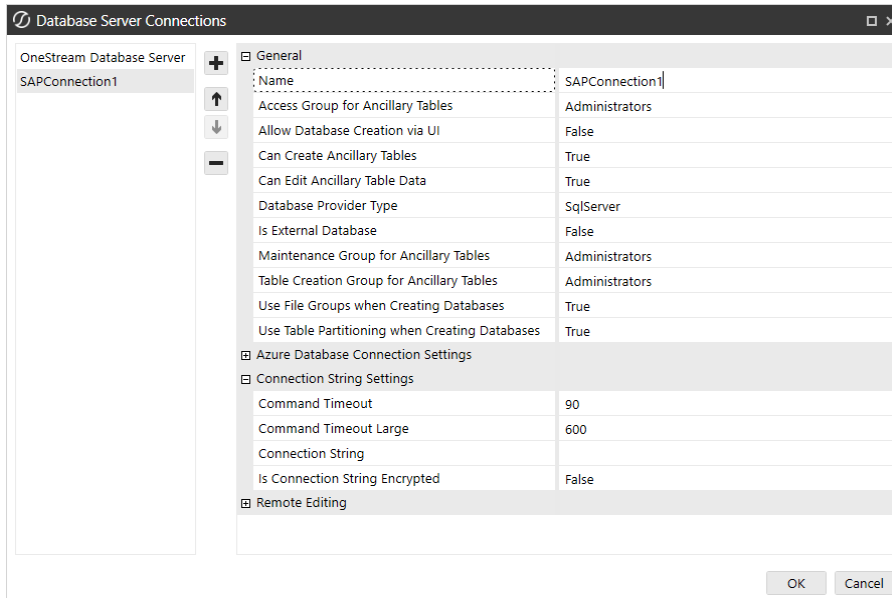 Database Server Connections
OneStream Database Server
SAPConnection1
General
Name SAPConnection1
Access Group for Ancillary Tables Administrators
Allow Database Creation via UI False
Can Create Ancillary Tables True
Can Edit Ancillary Table Data True
Database Provider Type SqlServer
Is External Database False
Maintenance Group for Ancillary Tables Administrators
Table Creation Group for Ancillary Tables Administrators
Use File Groups when Creating Databases True
Use Table Partitioning when Creating Databases True
Azure Database Connection Settings
Connection String Settings
Command Timeout 90
Command Timeout Large 600
Connection String
Is Connection String Encrypted False
Remote Editing
OK Cancel